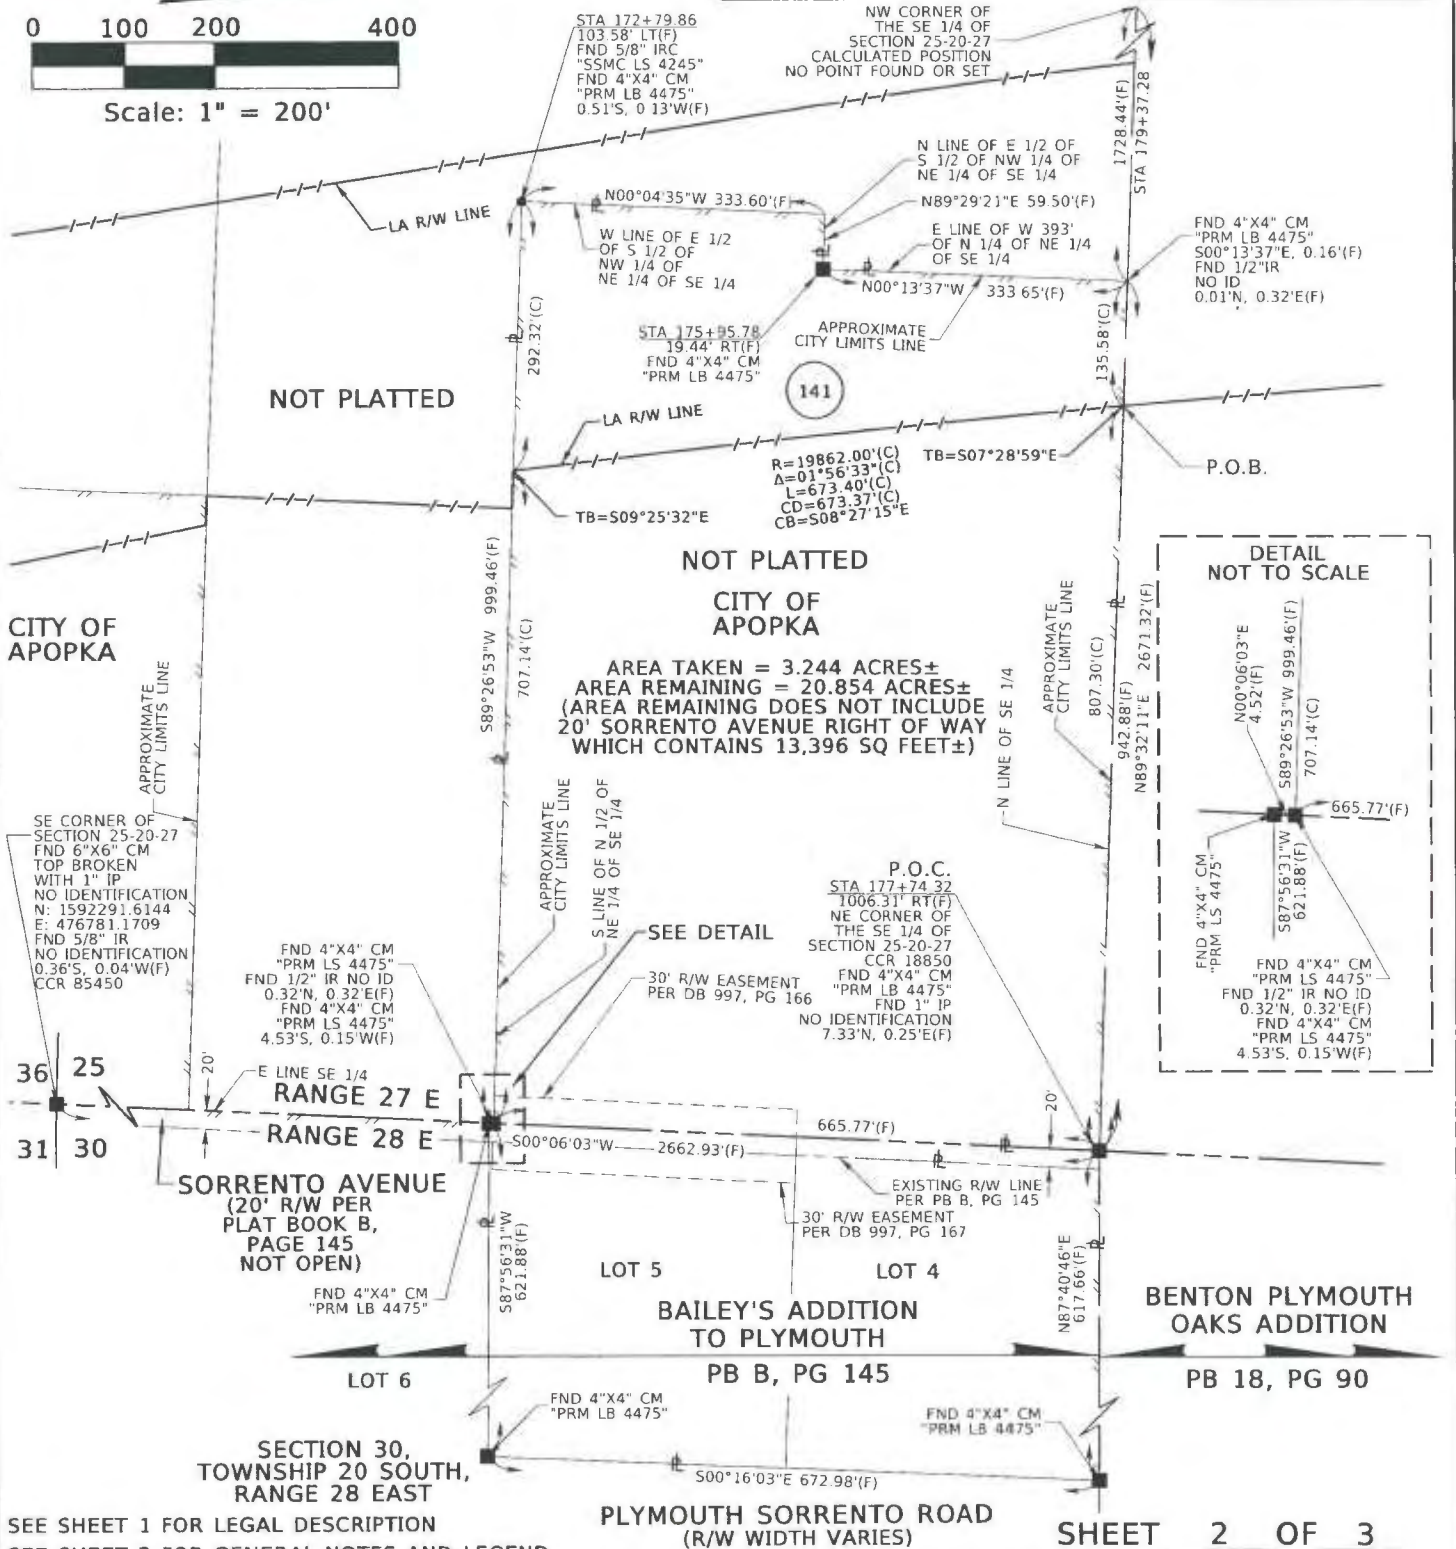 0 100 200 400
Scale: 1" = 200'
STA 172+79.86
103.58' LT(F)
FND 5/8" IRC
"SSMC LS 4245"
FND 4"X4" CM
"PRM LB 4475"
0.51'S, 0 13'W(F)
NW CORNER OF
THE SE 1/4 OF
SECTION 25-20-27
CALCULATED POSITION
NO POINT FOUND OR SET
1728.44'(F)
STA 179+37.28
LA R/W LINE
N00°04'35"W 333.60'(F)
N LINE OF E 1/2 OF
S 1/2 OF NW 1/4 OF
NE 1/4 OF SE 1/4
N89°29'21"E 59.50'(F)
W LINE OF E 1/2
OF S 1/2 OF
NW 1/4 OF
NE 1/4 OF SE 1/4
E LINE OF W 393'
OF N 1/4 OF NE 1/4
OF SE 1/4
N00°13'37"W 333 65'(F)
FND 4"X4" CM
"PRM LB 4475"
S00°13'37"E, 0.16'(F)
FND 1/2"IR
NO ID
0.01'N, 0.32'E(F)
292.32'(C)
STA 175+95.78
19.44' RT(F)
FND 4"X4" CM
"PRM LB 4475"
APPROXIMATE
CITY LIMITS LINE
135.58'(C)
141
NOT PLATTED
LA R/W LINE
R=19862.00'(C)
Δ=01°56'33"(C)
L=673.40'(C)
CD=673.37'(C)
CB=S08°27'15"E
TB=S07°28'59"E
P.O.B.
TB=S09°25'32"E
NOT PLATTED
CITY OF
APOPKA
AREA TAKEN = 3.244 ACRES±
AREA REMAINING = 20.854 ACRES±
(AREA REMAINING DOES NOT INCLUDE
20' SORRENTO AVENUE RIGHT OF WAY
WHICH CONTAINS 13,396 SQ FEET±)
CITY OF
APOPKA
APPROXIMATE
CITY LIMITS LINE
S89°26'53"W 999.46'(F)
707.14'(C)
APPROXIMATE
CITY LIMITS LINE
S LINE OF N 1/2 OF
NE 1/4 OF SE 1/4
N LINE OF SE 1/4
APPROXIMATE
CITY LIMITS LINE
807.30'(C)
942.88'(F)
N89°32'11"E 2671.32'(F)
DETAIL
NOT TO SCALE
N00°06'03"E
4.52'(F)
S89°26'53"W 999.46'(F)
707.14'(C)
665.77'(F)
FND 4"X4" CM
"PRM LS 4475"
S87°56'31"W
621.88'(F)
FND 4"X4" CM
"PRM LS 4475"
FND 1/2" IR NO ID
0.32'N, 0.32'E(F)
FND 4"X4" CM
"PRM LS 4475"
4.53'S, 0.15'W(F)
SE CORNER OF
SECTION 25-20-27
FND 6"X6" CM
TOP BROKEN
WITH 1" IP
NO IDENTIFICATION
N: 1592291.6144
E: 476781.1709
FND 5/8" IR
NO IDENTIFICATION
0.36'S, 0.04'W(F)
CCR 85450
FND 4"X4" CM
"PRM LS 4475"
FND 1/2" IR NO ID
0.32'N, 0.32'E(F)
FND 4"X4" CM
"PRM LS 4475"
4.53'S, 0.15'W(F)
SEE DETAIL
30' R/W EASEMENT
PER DB 997, PG 166
P.O.C.
STA 177+74 32
1006.31' RT(F)
NE CORNER OF
THE SE 1/4 OF
SECTION 25-20-27
CCR 18850
FND 4"X4" CM
"PRM LB 4475"
FND 1" IP
NO IDENTIFICATION
7.33'N, 0.25'E(F)
36 25
31 30
20'
E LINE SE 1/4
RANGE 27 E
RANGE 28 E
S00°06'03"W 2662.93'(F)
665.77'(F)
20'
EXISTING R/W LINE
PER PB B, PG 145
30' R/W EASEMENT
PER DB 997, PG 167
SORRENTO AVENUE
(20' R/W PER
PLAT BOOK B,
PAGE 145
NOT OPEN)
FND 4"X4" CM
"PRM LB 4475"
S87°56'31"W
621.88'(F)
LOT 5
LOT 4
N87°40'46"E
617.66'(F)
BAILEY'S ADDITION
TO PLYMOUTH
PB B, PG 145
BENTON PLYMOUTH
OAKS ADDITION
PB 18, PG 90
LOT 6
FND 4"X4" CM
"PRM LB 4475"
FND 4"X4" CM
"PRM LB 4475"
SECTION 30,
TOWNSHIP 20 SOUTH,
RANGE 28 EAST
S00°16'03"E 672.98'(F)
PLYMOUTH SORRENTO ROAD
(R/W WIDTH VARIES)
SEE SHEET 1 FOR LEGAL DESCRIPTION
SHEET 2 OF 3